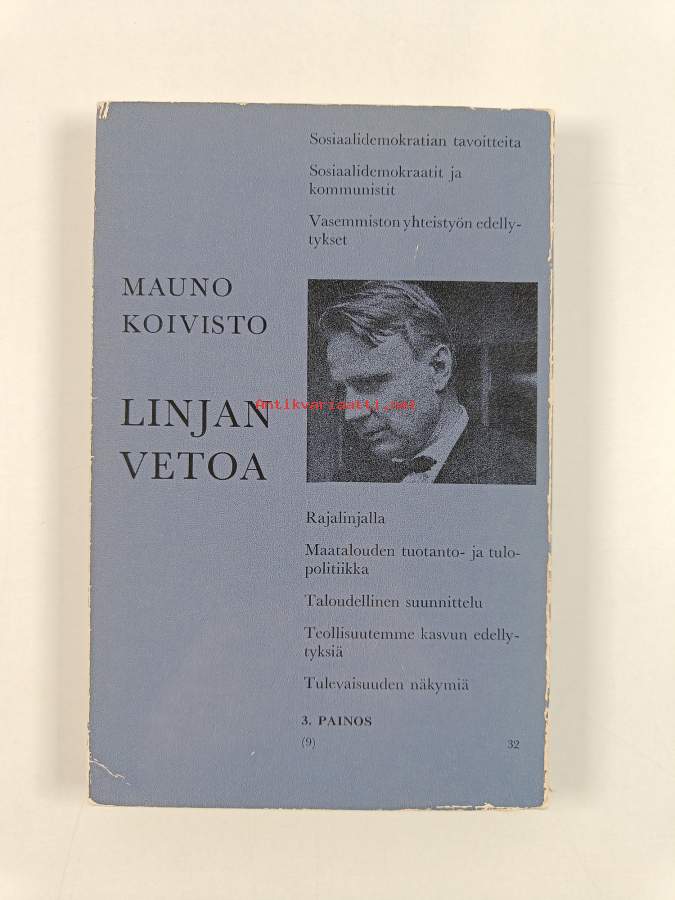 Sosiaalidemokratian tavoitteita
Sosiaalidemokraatit ja
kommunistit
Vasemmiston yhteistyön edelly-
tykset
MAUNO
KOIVISTO
LINJAN
VETOA
Antikvariaatti.net
Rajalinjalla
Maatalouden tuotanto- ja tulo-
politiikka
Taloudellinen suunnittelu
Teollisuutemme kasvun edelly-
tyksiä
Tulevaisuuden näkymiä
3. PAINOS
(9)
32